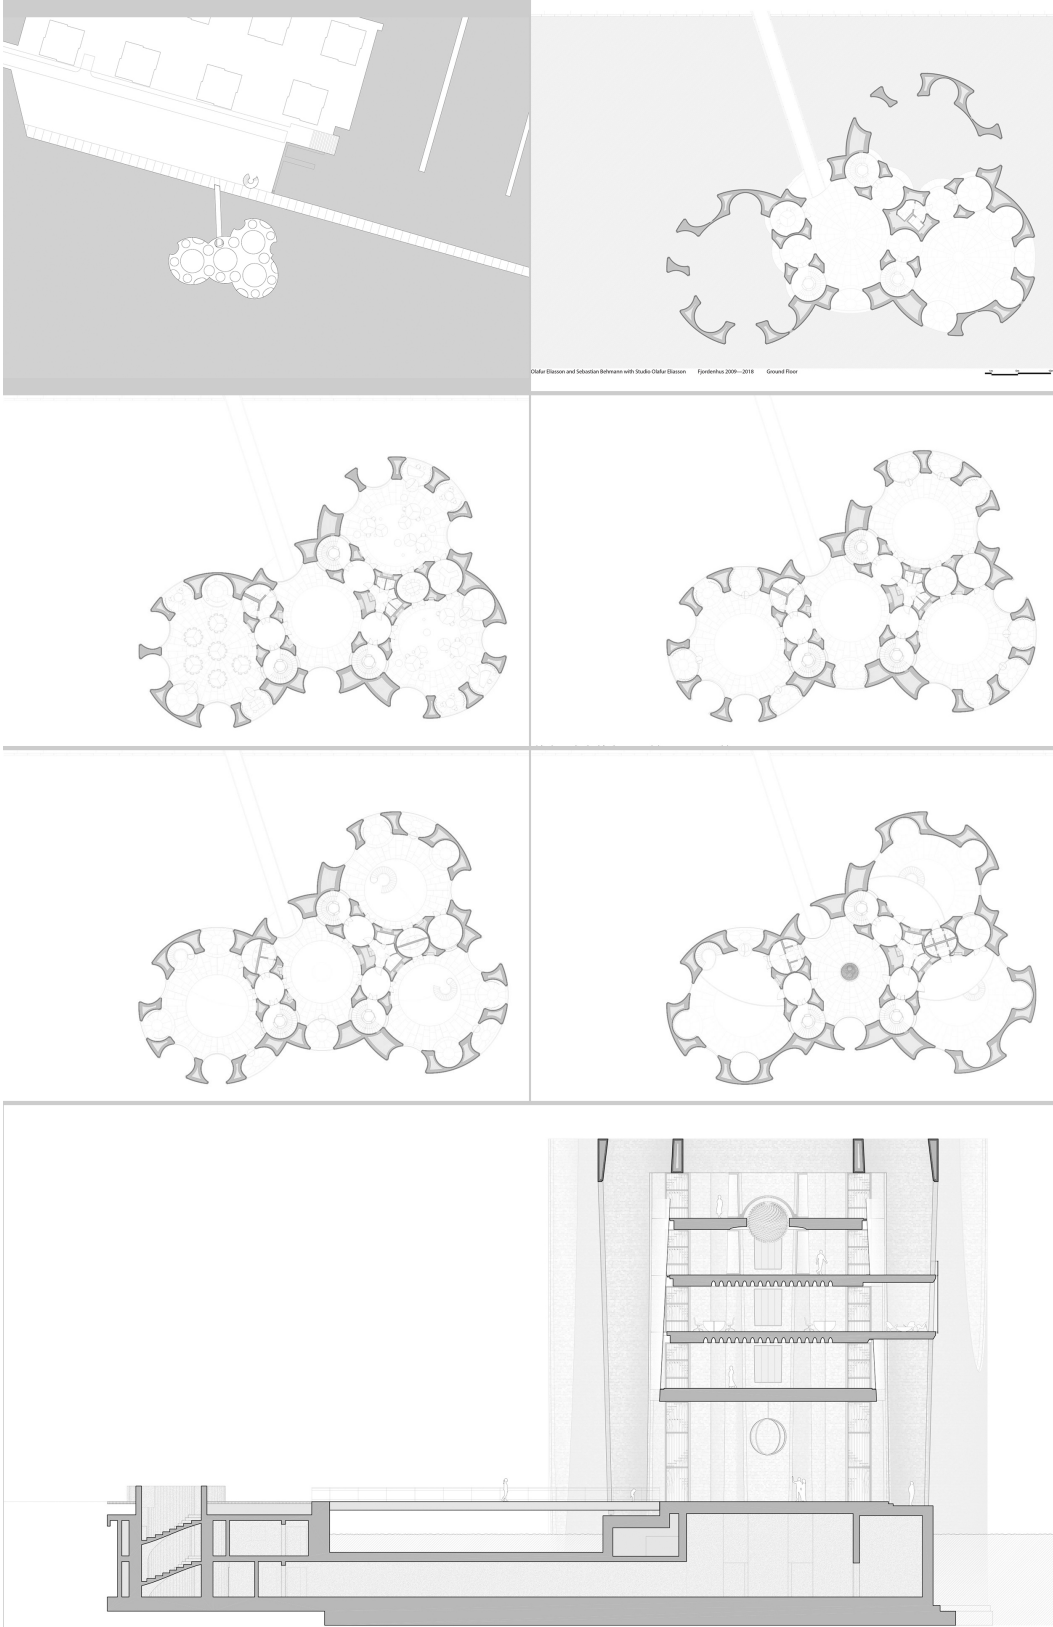 Olafur Eliasson and Sebastian Behmann with Studio Olafur Eliasson Fjordenhus 2009—2018 Ground Floor